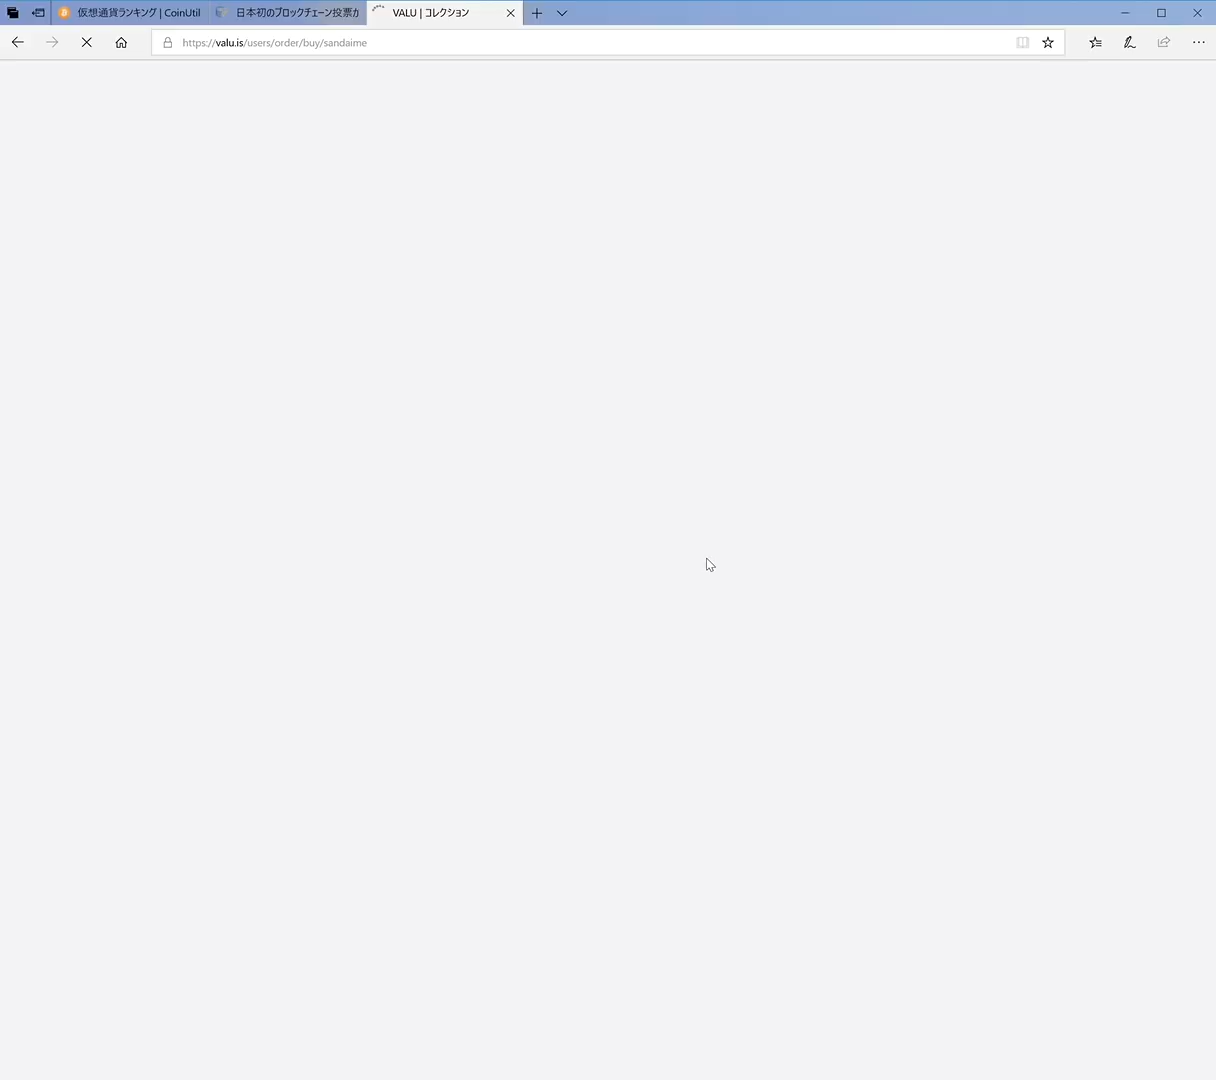 仮想通貨ランキング | CoinUtil
日本初のブロックチェーン投票か
VALU | コレクション
https://valu.is/users/order/buy/sandaime